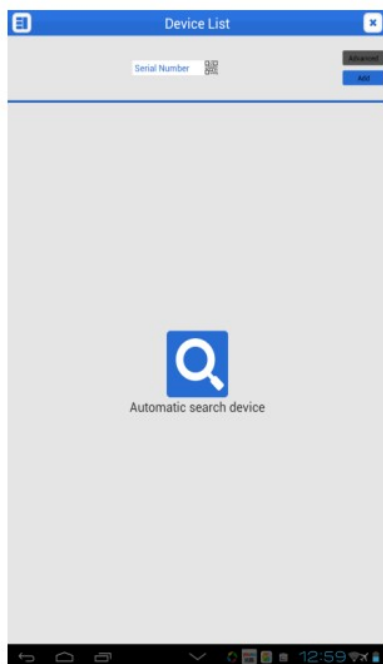 Device List
Serial Number
Advanced
Add
Automatic search device
12:59